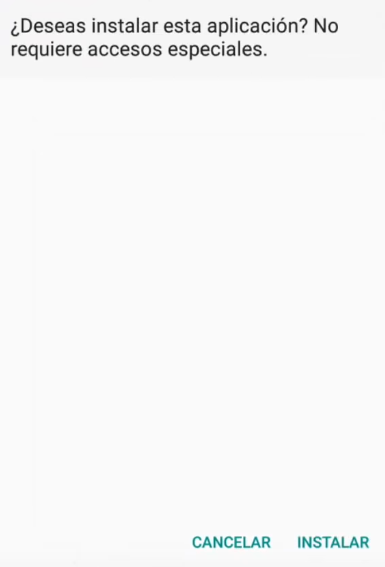 ¿Deseas instalar esta aplicación? No
requiere accesos especiales.
CANCELAR INSTALAR